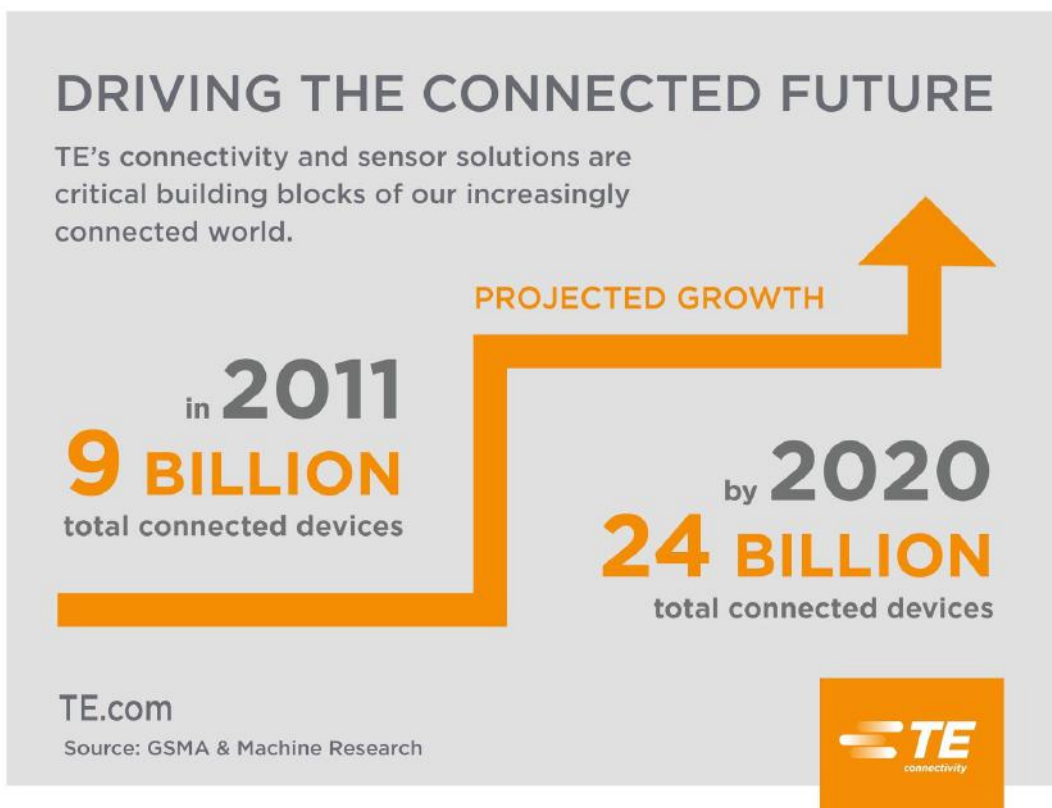 DRIVING THE CONNECTED FUTURE
TE's connectivity and sensor solutions are
critical building blocks of our increasingly
connected world.
PROJECTED GROWTH
in 2011
9 BILLION
total connected devices
by 2020
24 BILLION
total connected devices
TE.com
Source: GSMA & Machine Research
TE
connectivity